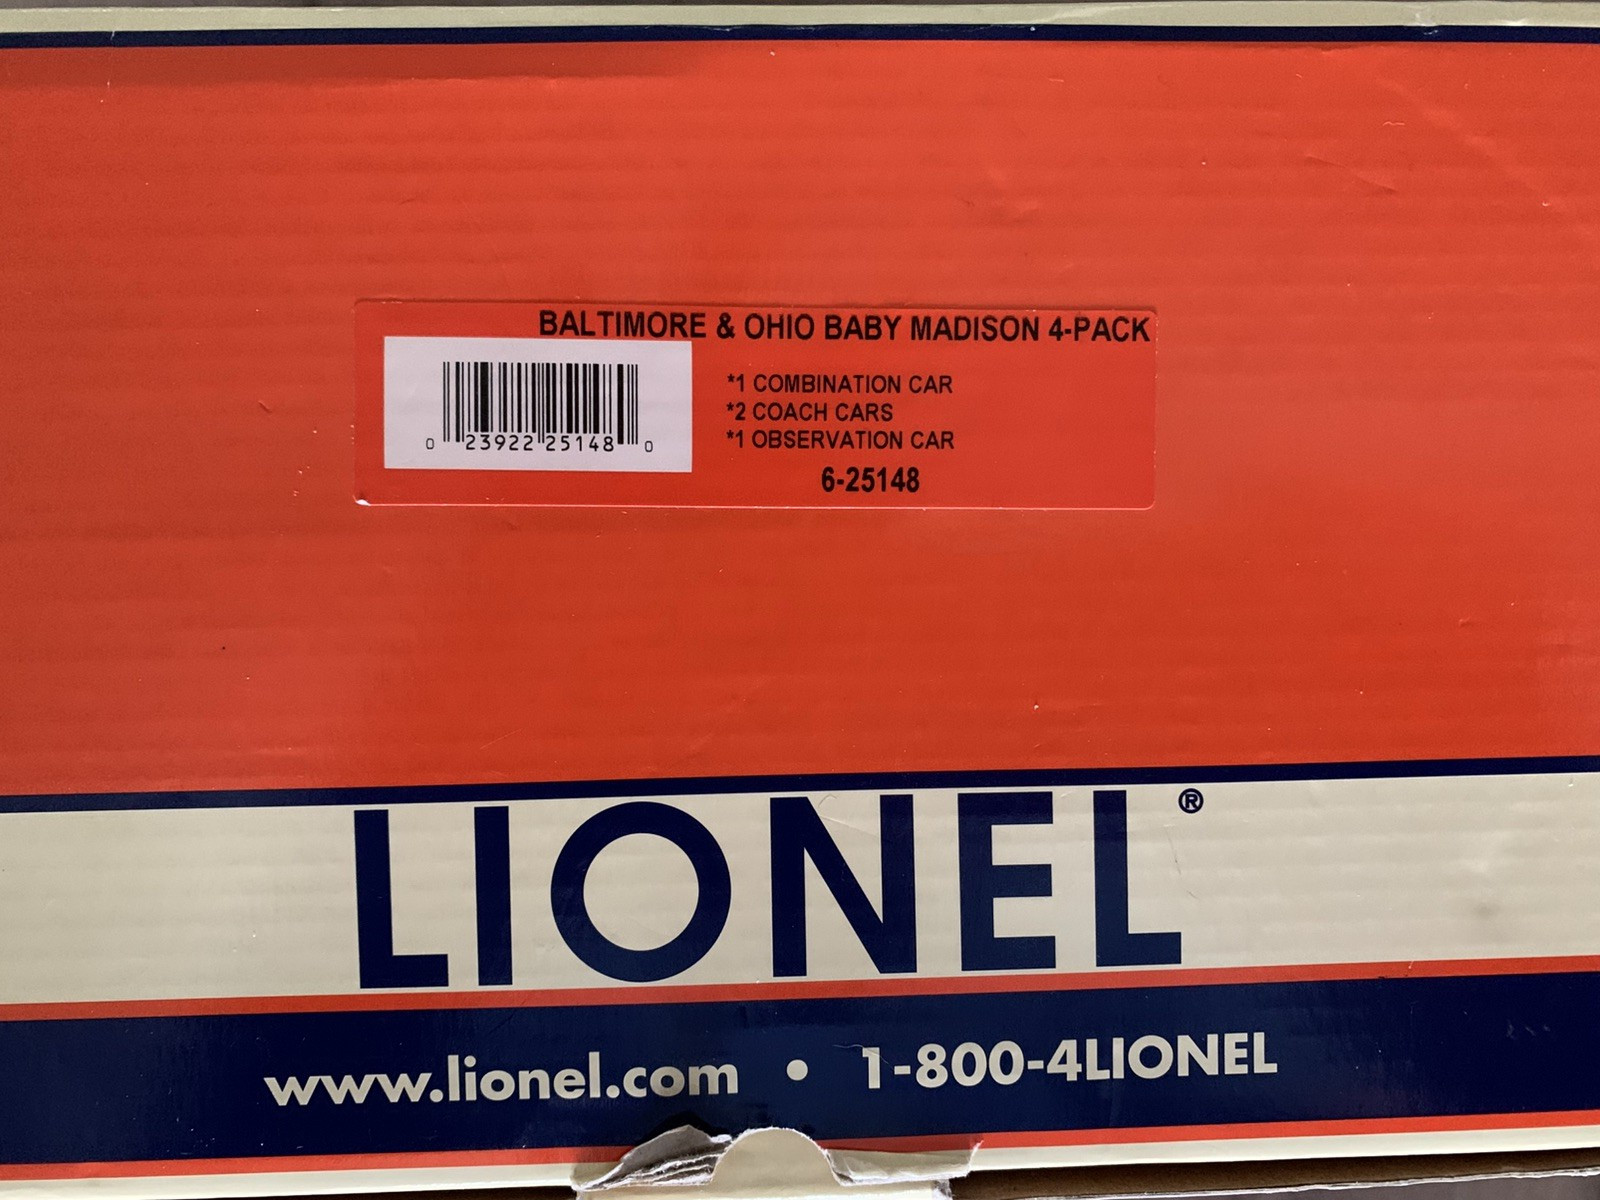 BALTIMORE & OHIO BABY MADISON 4-PACK
*1 COMBINATION CAR
*2 COACH CARS
*1 OBSERVATION CAR
6-25148
0 23922 25148 0
LIONEL®
www.lionel.com • 1-800-4LIONEL